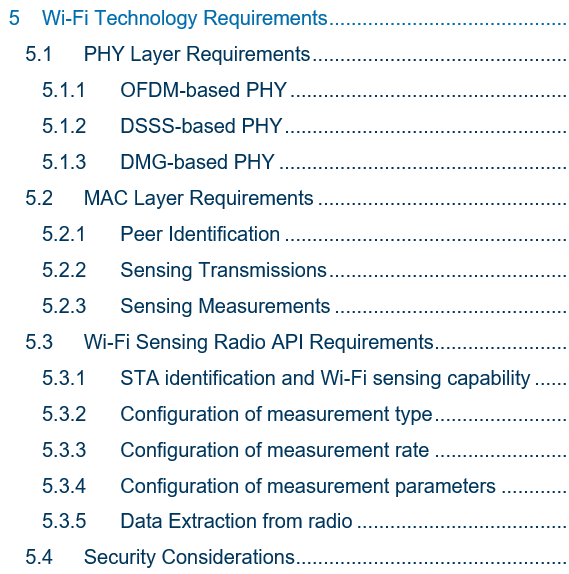 5 Wi-Fi Technology Requirements
5.1 PHY Layer Requirements
5.1.1 OFDM-based PHY
5.1.2 DSSS-based PHY
5.1.3 DMG-based PHY
5.2 MAC Layer Requirements
5.2.1 Peer Identification
5.2.2 Sensing Transmissions
5.2.3 Sensing Measurements
5.3 Wi-Fi Sensing Radio API Requirements
5.3.1 STA identification and Wi-Fi sensing capability
5.3.2 Configuration of measurement type
5.3.3 Configuration of measurement rate
5.3.4 Configuration of measurement parameters
5.3.5 Data Extraction from radio
5.4 Security Considerations